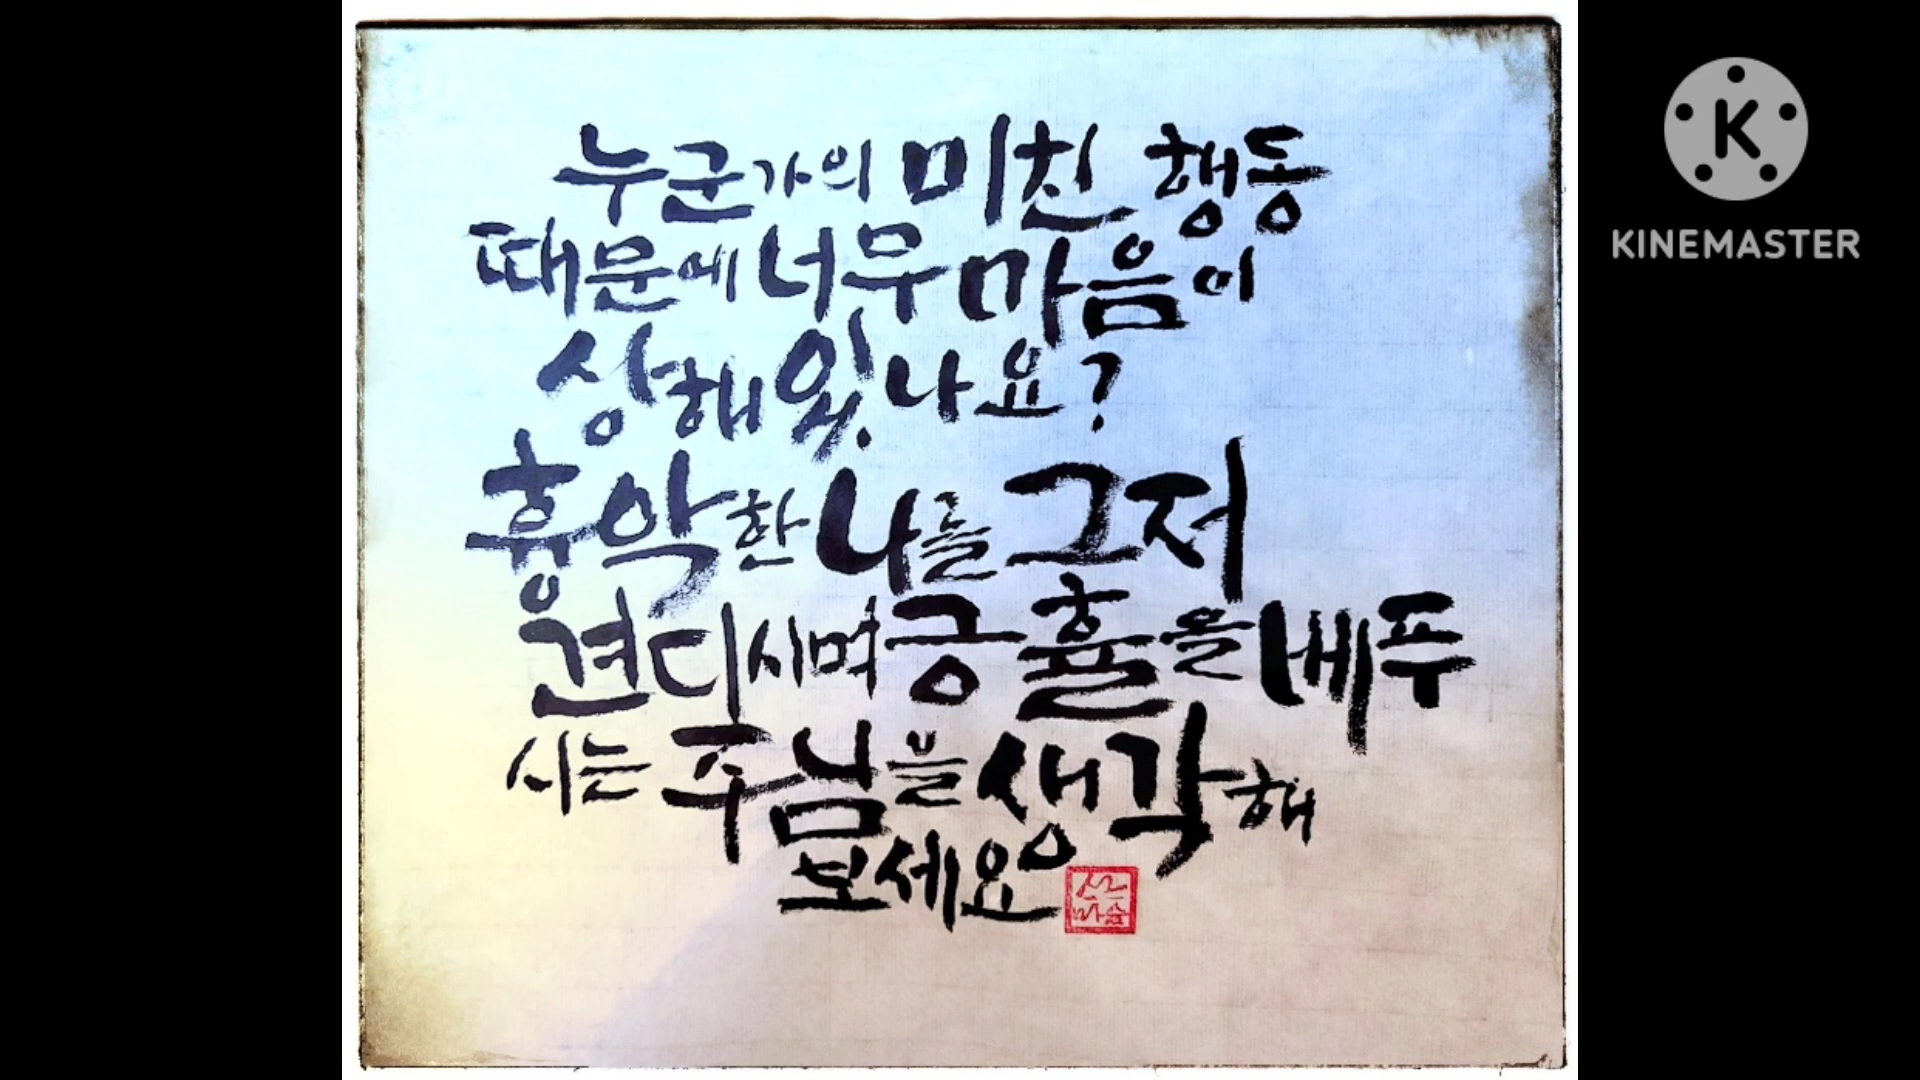 누군가의 미친 행동
때문에 너무 마음이
상해 있나요?
흉악한 나를 그저
견디시며 긍휼을 베푸
시는 주님을 생각해
보세요
KINEMASTER